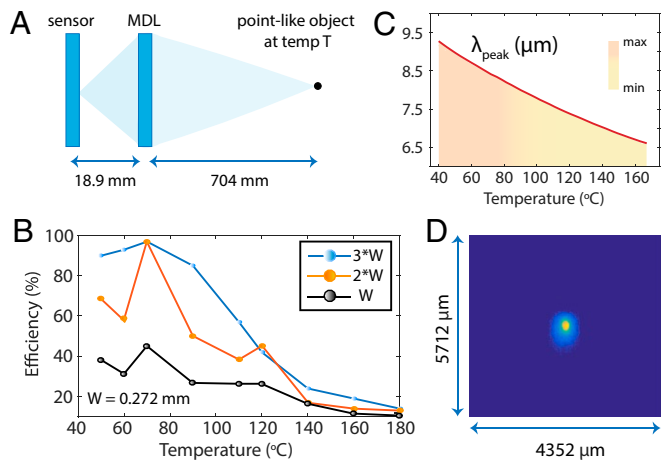 A
sensor MDL point-like object
at temp T
18.9 mm 704 mm
B
100
80
60
40
20
Efficiency (%)
3*W
2*W
W
W = 0.272 mm
40 60 80 100 120 140 160 180
Temperature (ºC)
C
9.5
8.5
7.5
6.5
λpeak (μm)
max
min
40 60 80 100 120 140 160
Temperature (ºC)
D
5712 μm
4352 μm